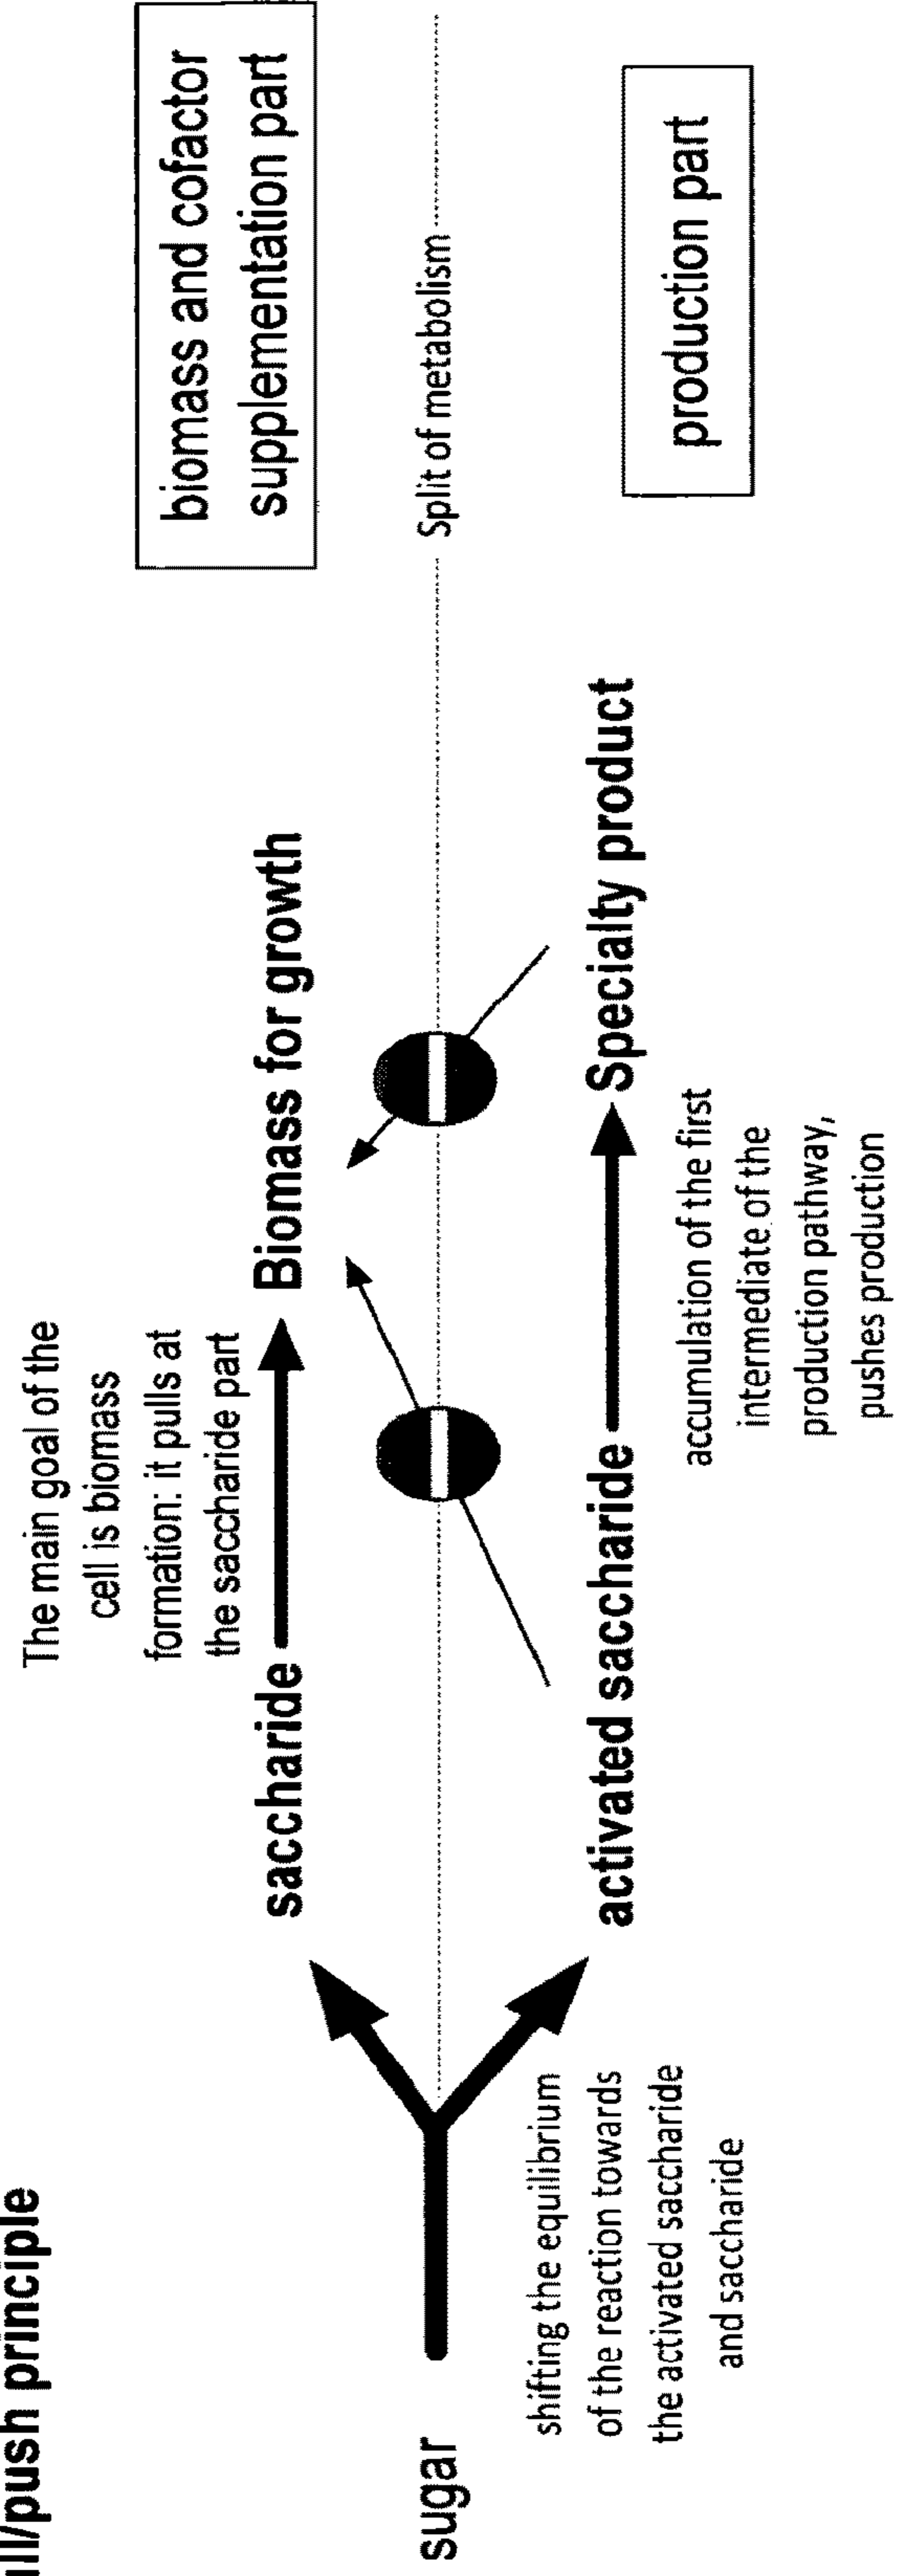 ll/push principle
The main goal of the
cell is biomass
formation: it pulls at
the saccharide part
biomass and cofactor
supplementation part
saccharide
Biomass for growth
sugar
Split of metabolism
shifting the equilibrium
of the reaction towards
the activated saccharide
and saccharide
activated saccharide
Specialty product
production part
accumulation of the first
intermediate of the
production pathway,
pushes production